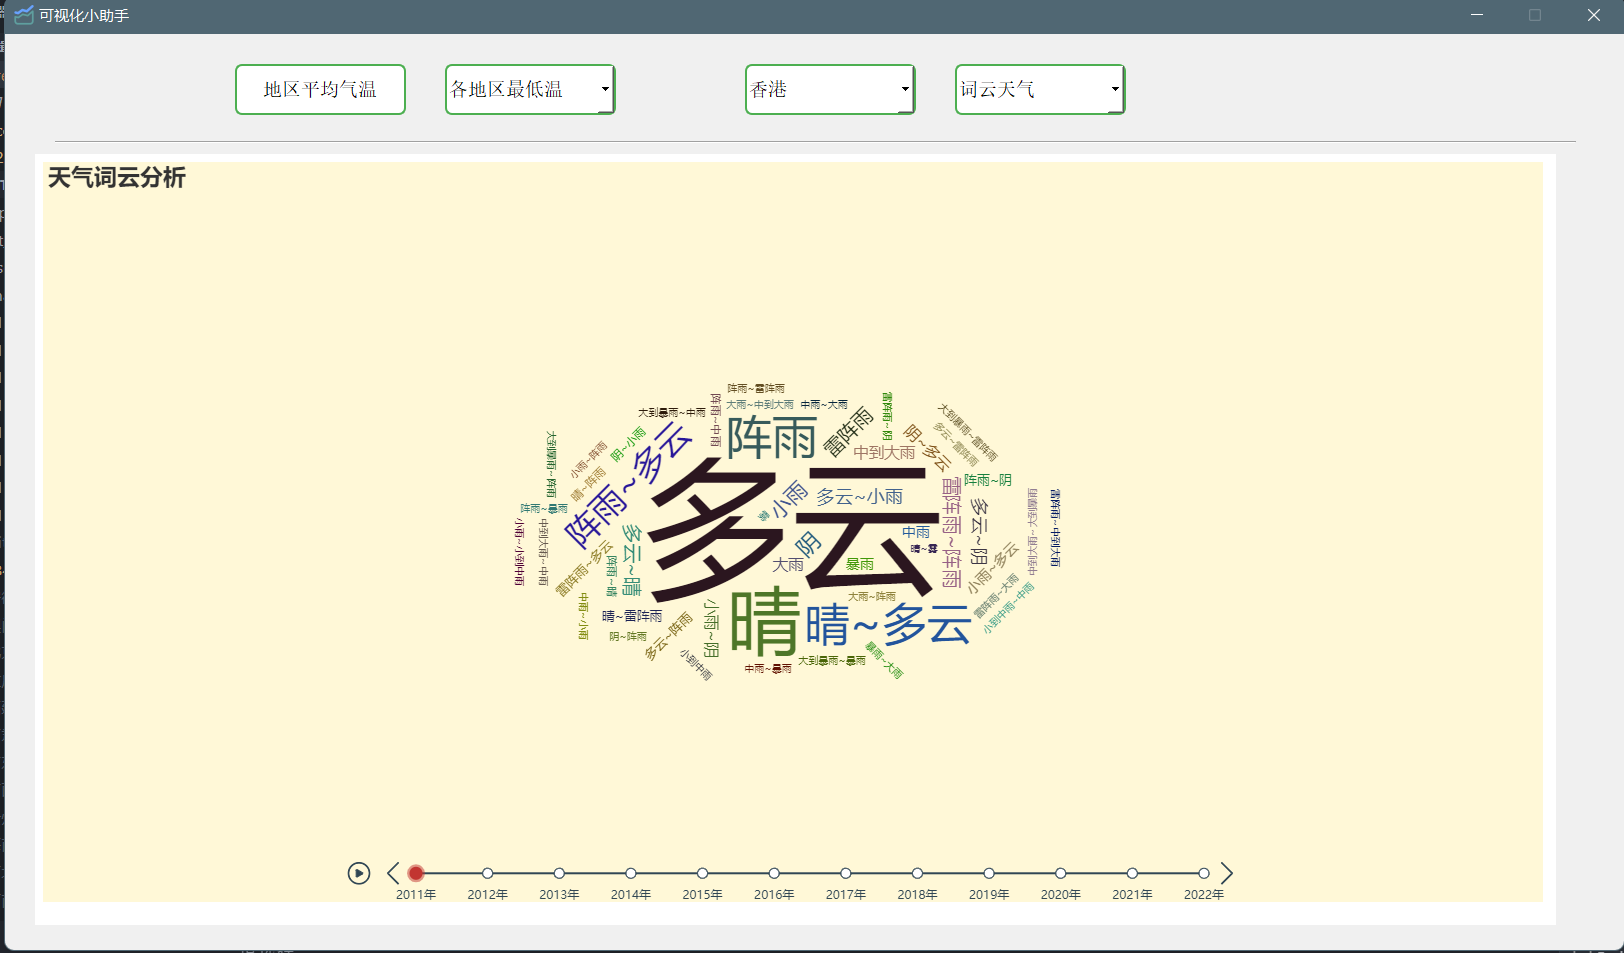 可视化小助手
地区平均气温
各地区最低温
香港
词云天气
天气词云分析
阵雨~雷阵雨
大雨~中到大雨
中雨~大雨
大到暴雨~中雨
阵雨~中雨
雷阵雨~阴
大到暴雨~雷阵雨
多云~雷阵雨
阵雨
雷阵雨
阴~多云
中到大雨
阵雨~多云
阴~小雨
小雨~阵雨
晴~阵雨
大到暴雨~阵雨
阵雨~暴雨
多云
小雨
多云~小雨
雾
阴
中雨
晴~雾
大雨
暴雨
大雨~阵雨
雷阵雨~阵雨
阵雨~阴
多云~阴
中到大雨~大到暴雨
雷阵雨~中到大雨
小雨~多云
雷阵雨~大雨
小到中雨~中雨
小雨~小到中雨
中到大雨~中雨
多云~晴
雷阵雨~多云
阵雨~晴
中雨~小雨
晴~雷阵雨
阴~阵雨
多云~阵雨
小雨~阴
小到中雨
晴
晴~多云
中雨~暴雨
大到暴雨~暴雨
暴雨~大雨
2011年
2012年
2013年
2014年
2015年
2016年
2017年
2018年
2019年
2020年
2021年
2022年